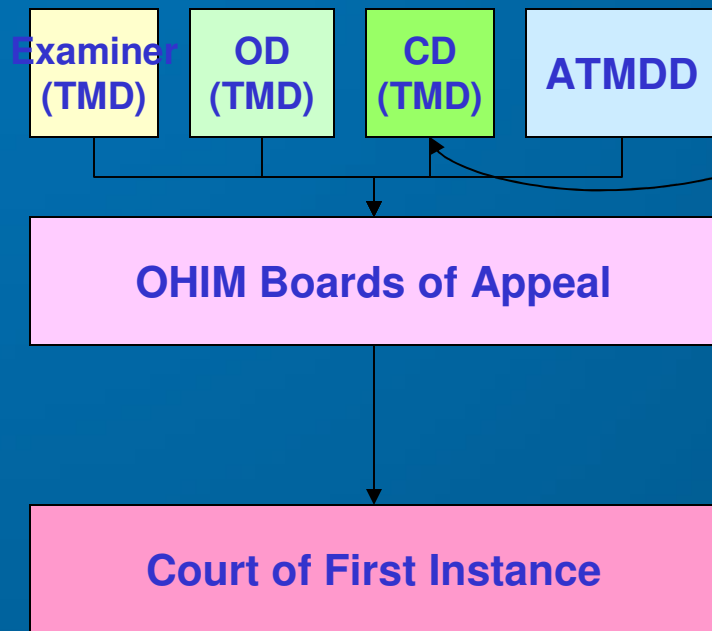 Examiner
(TMD)
OD
(TMD)
CD
(TMD)
ATMDD
OHIM Boards of Appeal
Court of First Instance